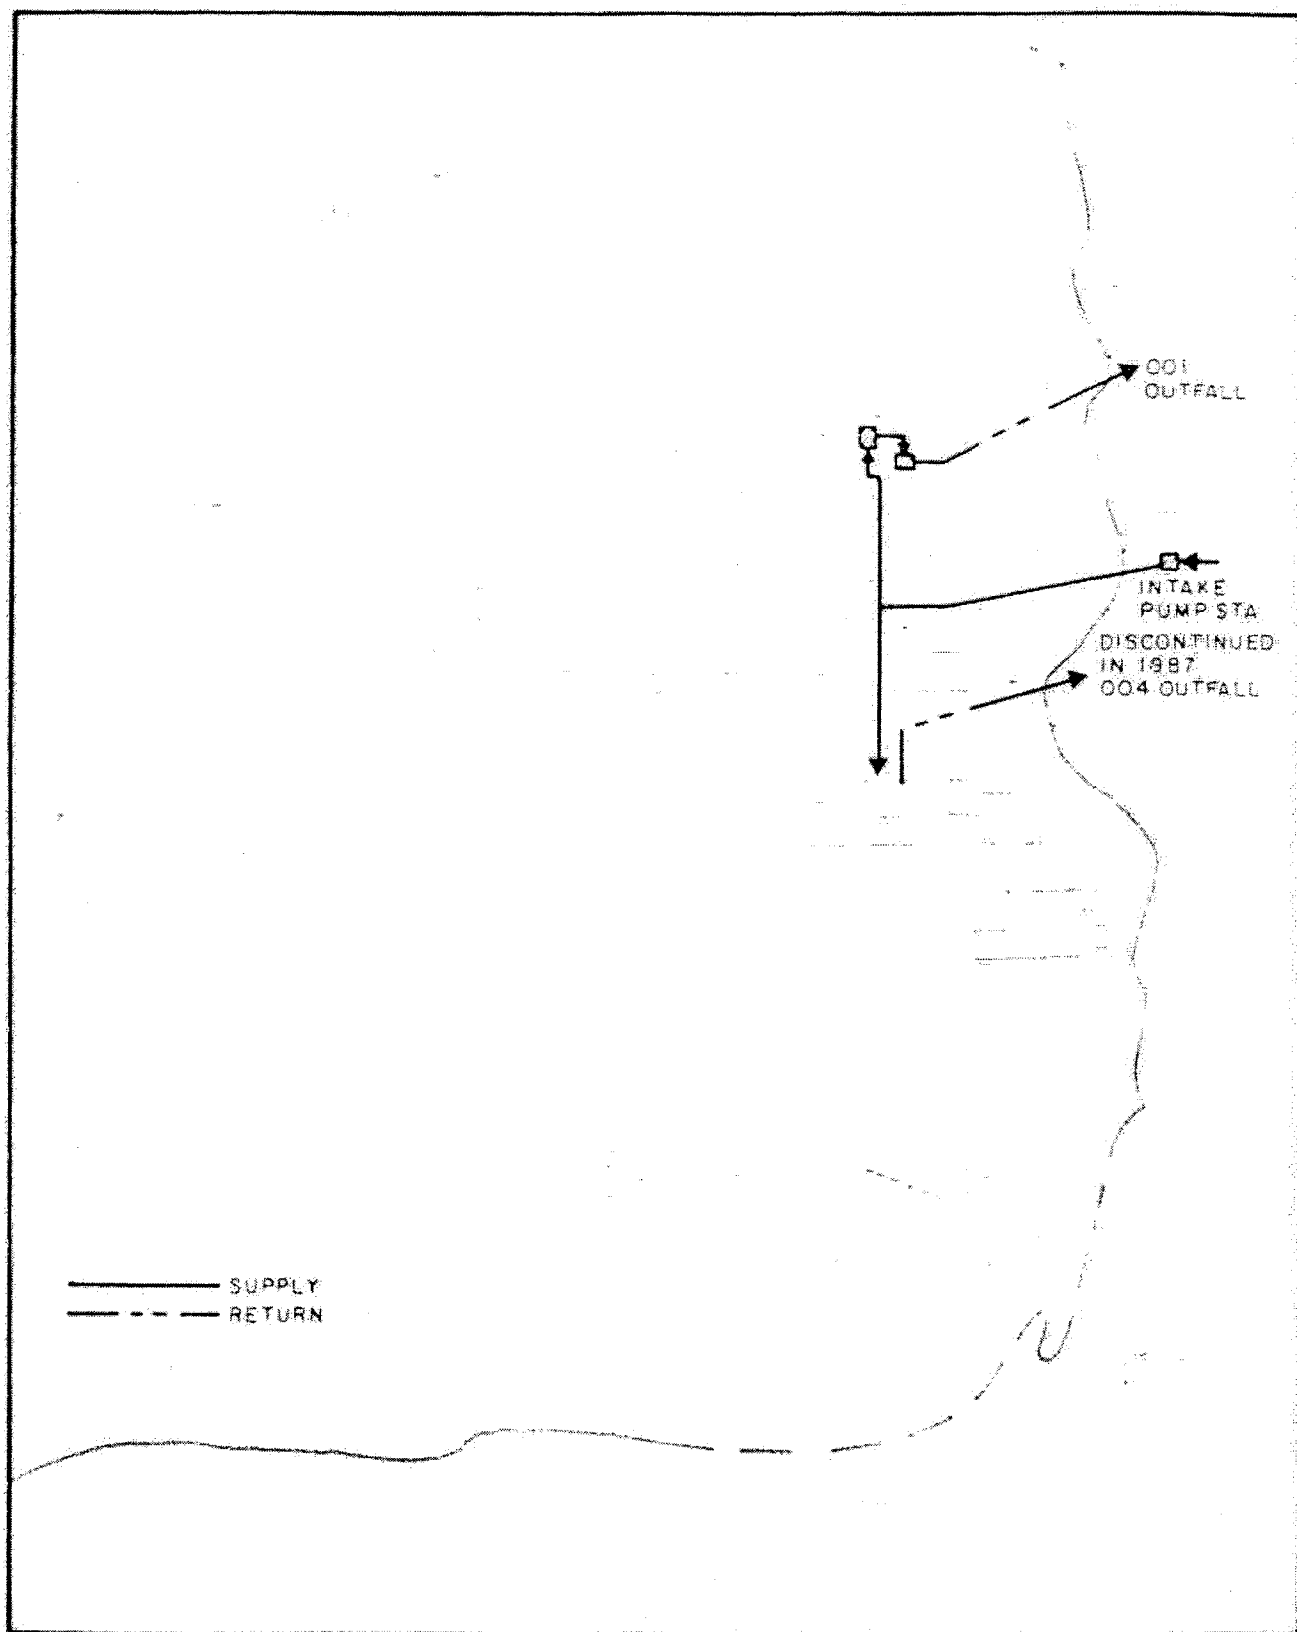 001
OUTFALL
INTAKE
PUMP STA
DISCONTINUED
IN 1987
004 OUTFALL
SUPPLY
RETURN